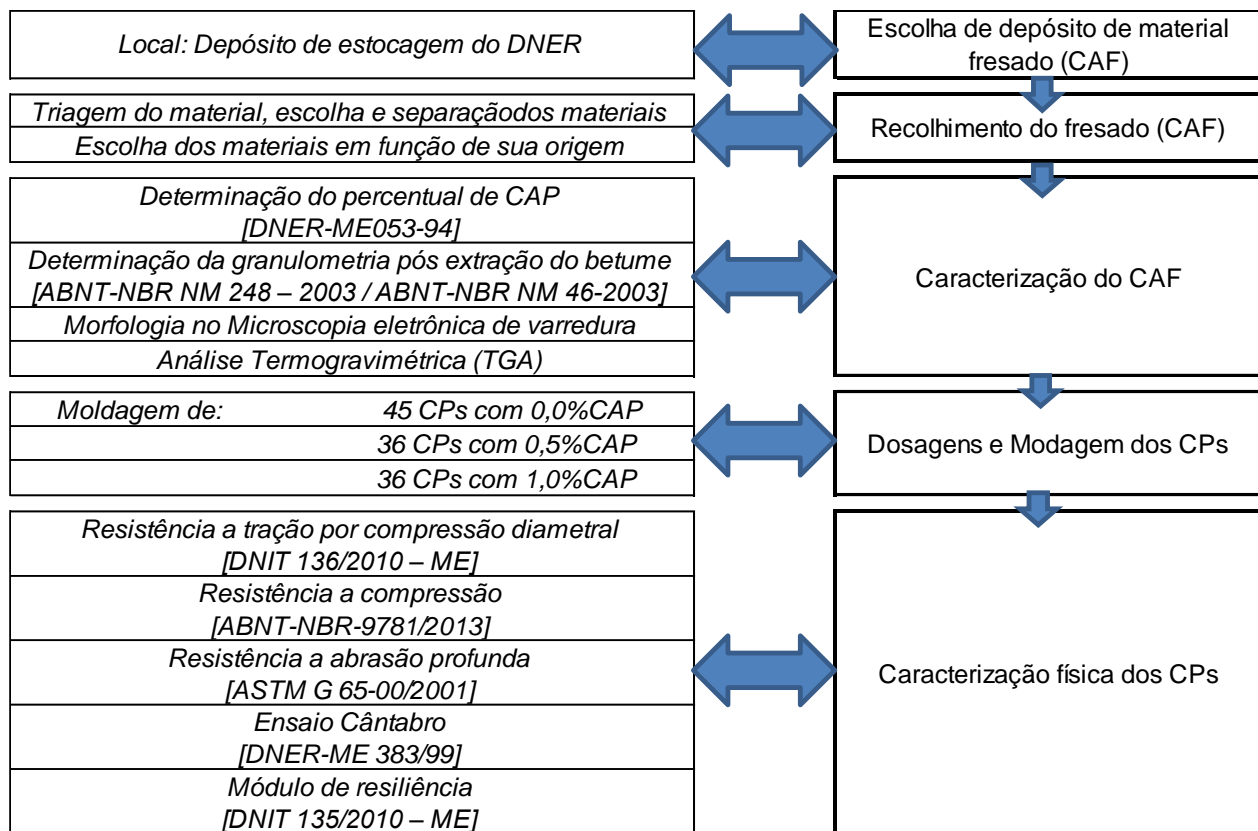 Local: Depósito de estocagem do DNER
Escolha de depósito de material
fresado (CAF)
Triagem do material, escolha e separaçãodos materiais
Escolha dos materiais em função de sua origem
Recolhimento do fresado (CAF)
Determinação do percentual de CAP
[DNER-ME053-94]
Determinação da granulometria pós extração do betume
[ABNT-NBR NM 248 – 2003 / ABNT-NBR NM 46-2003]
Morfologia no Microscopia eletrônica de varredura
Análise Termogravimétrica (TGA)
Caracterização do CAF
Moldagem de: 45 CPs com 0,0%CAP
36 CPs com 0,5%CAP
36 CPs com 1,0%CAP
Dosagens e Modagem dos CPs
Resistência a tração por compressão diametral
[DNIT 136/2010 – ME]
Resistência a compressão
[ABNT-NBR-9781/2013]
Resistência a abrasão profunda
[ASTM G 65-00/2001]
Ensaio Cântabro
[DNER-ME 383/99]
Módulo de resiliência
[DNIT 135/2010 – ME]
Caracterização física dos CPs